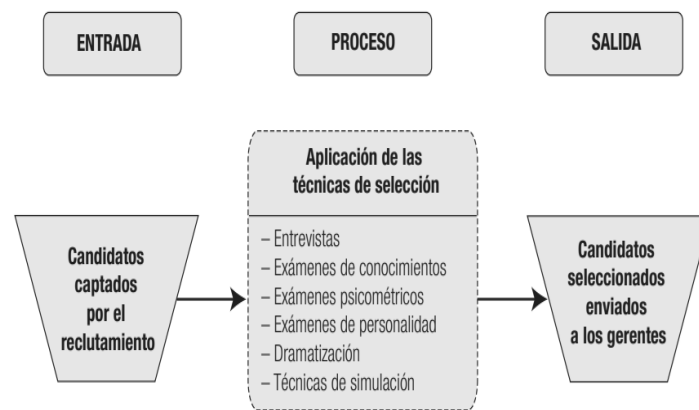 ENTRADA
PROCESO
SALIDA
Candidatos
captados
por el
reclutamiento
Aplicación de las
técnicas de selección
– Entrevistas
– Exámenes de conocimientos
– Exámenes psicométricos
– Exámenes de personalidad
– Dramatización
– Técnicas de simulación
Candidatos
seleccionados
enviados
a los gerentes